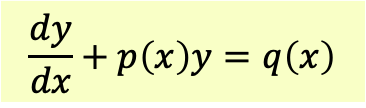 dy/dx + p(x)y = q(x)